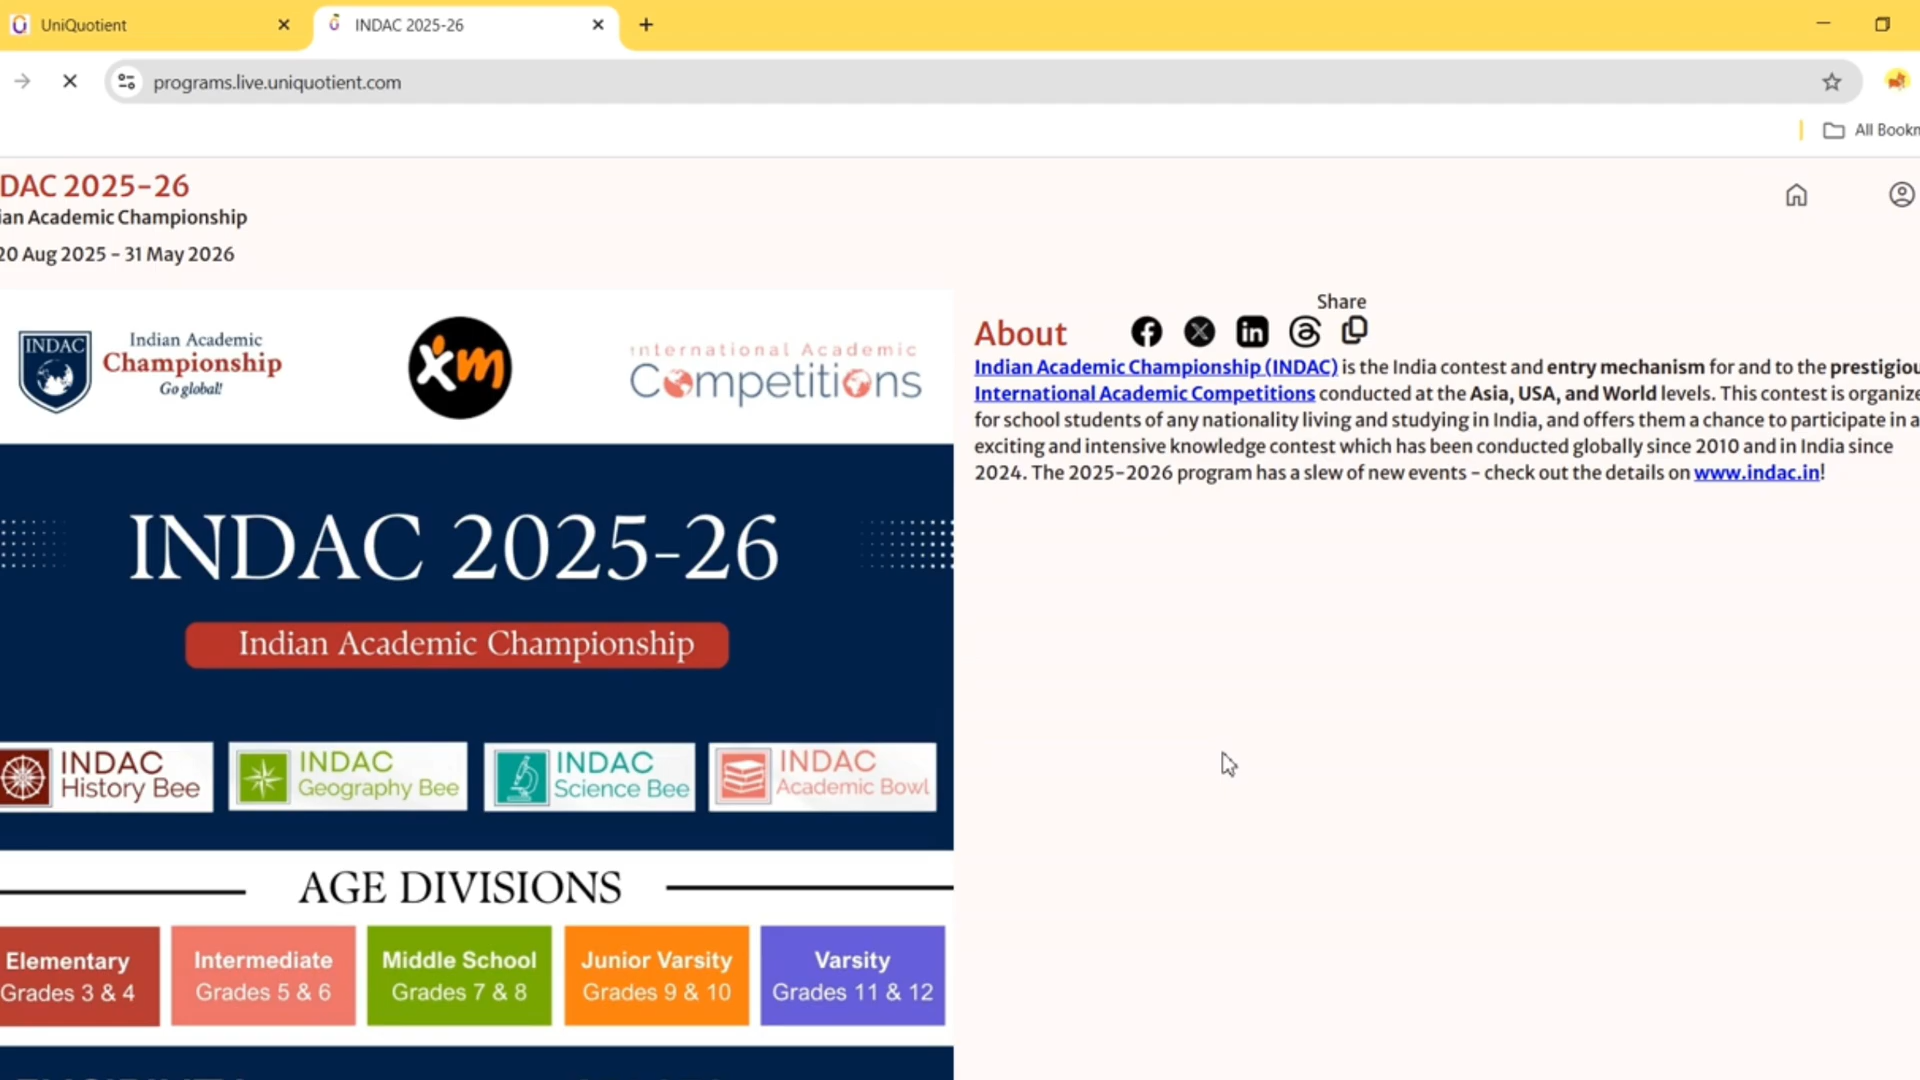 UniQuotient
INDAC 2025-26
programs.live.uniquotient.com
All Bookm
DAC 2025-26
ian Academic Championship
20 Aug 2025 - 31 May 2026
INDAC
Indian Academic
Championship
Go global!
xm
International Academic
Competitions
INDAC 2025-26
Indian Academic Championship
INDAC
History Bee
INDAC
Geography Bee
INDAC
Science Bee
INDAC
Academic Bowl
AGE DIVISIONS
Elementary
Grades 3 & 4
Intermediate
Grades 5 & 6
Middle School
Grades 7 & 8
Junior Varsity
Grades 9 & 10
Varsity
Grades 11 & 12
Share
About
Indian Academic Championship (INDAC) is the India contest and entry mechanism for and to the prestigiou
International Academic Competitions conducted at the Asia, USA, and World levels. This contest is organize
for school students of any nationality living and studying in India, and offers them a chance to participate in a
exciting and intensive knowledge contest which has been conducted globally since 2010 and in India since
2024. The 2025-2026 program has a slew of new events - check out the details on www.indac.in!